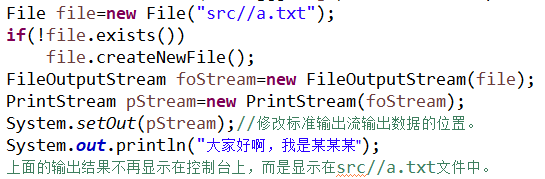 File file=new File("src//a.txt");
if(!file.exists())
file.createNewFile();
FileOutputStream foStream=new FileOutputStream(file);
PrintStream pStream=new PrintStream(foStream);
System.setOut(pStream);//修改标准输出流输出数据的位置。
System.out.println("大家好啊，我是某某某");
上面的输出结果不再显示在控制台上，而是显示在src//a.txt文件中。